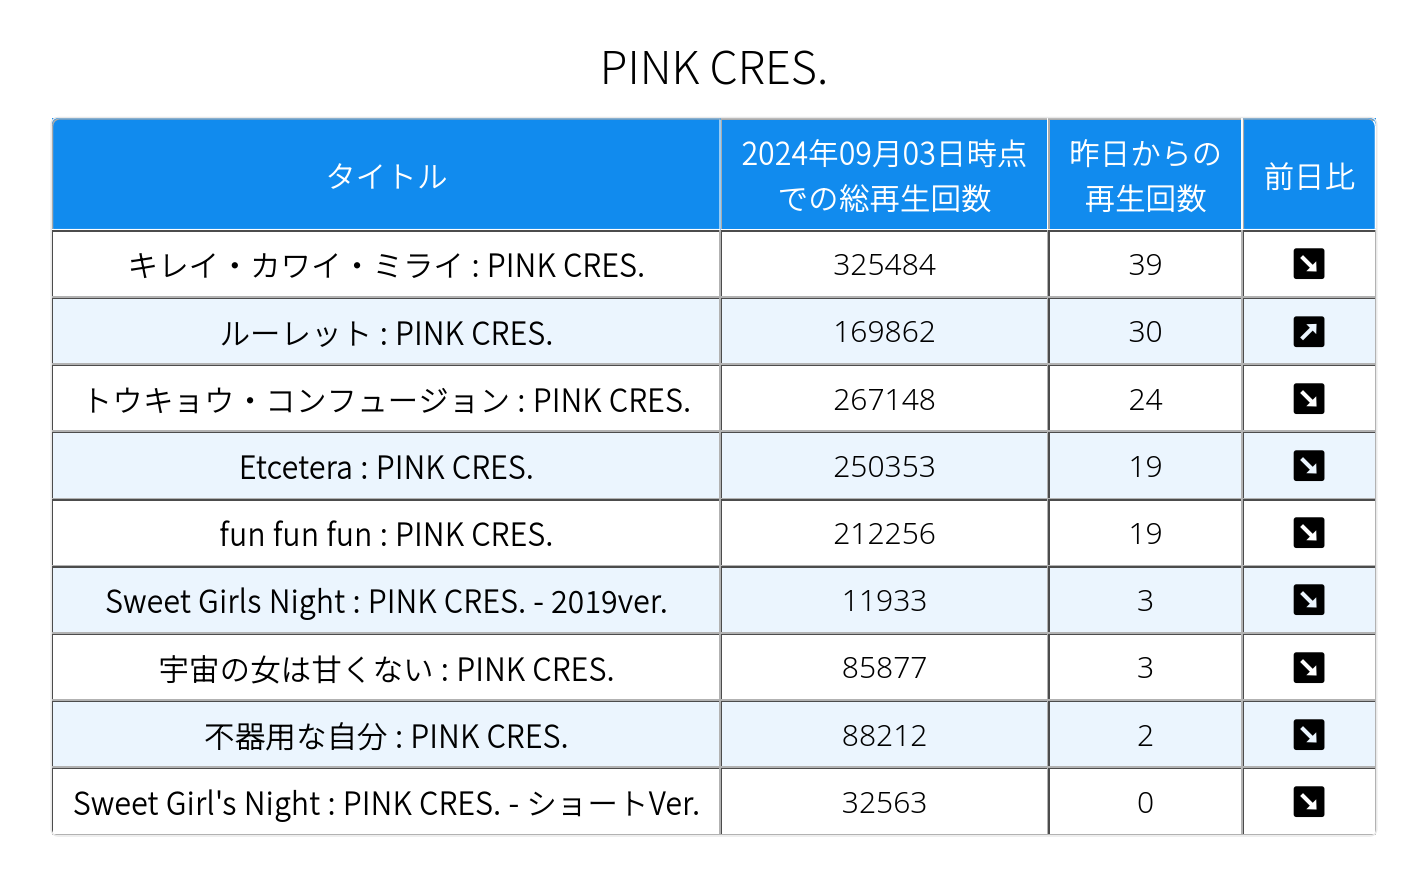 PINK CRES.
タイトル
2024年09月03日時点
での総再生回数
昨日からの
再生回数
前日比
キレイ・カワイ・ミライ : PINK CRES. 325484 39 ↘
ルーレット : PINK CRES. 169862 30 ↗
トウキョウ・コンフュージョン : PINK CRES. 267148 24 ↘
Etcetera : PINK CRES. 250353 19 ↘
fun fun fun : PINK CRES. 212256 19 ↘
Sweet Girls Night : PINK CRES. - 2019ver. 11933 3 ↘
宇宙の女は甘くない : PINK CRES. 85877 3 ↘
不器用な自分 : PINK CRES. 88212 2 ↘
Sweet Girl's Night : PINK CRES. - ショートVer. 32563 0 ↘